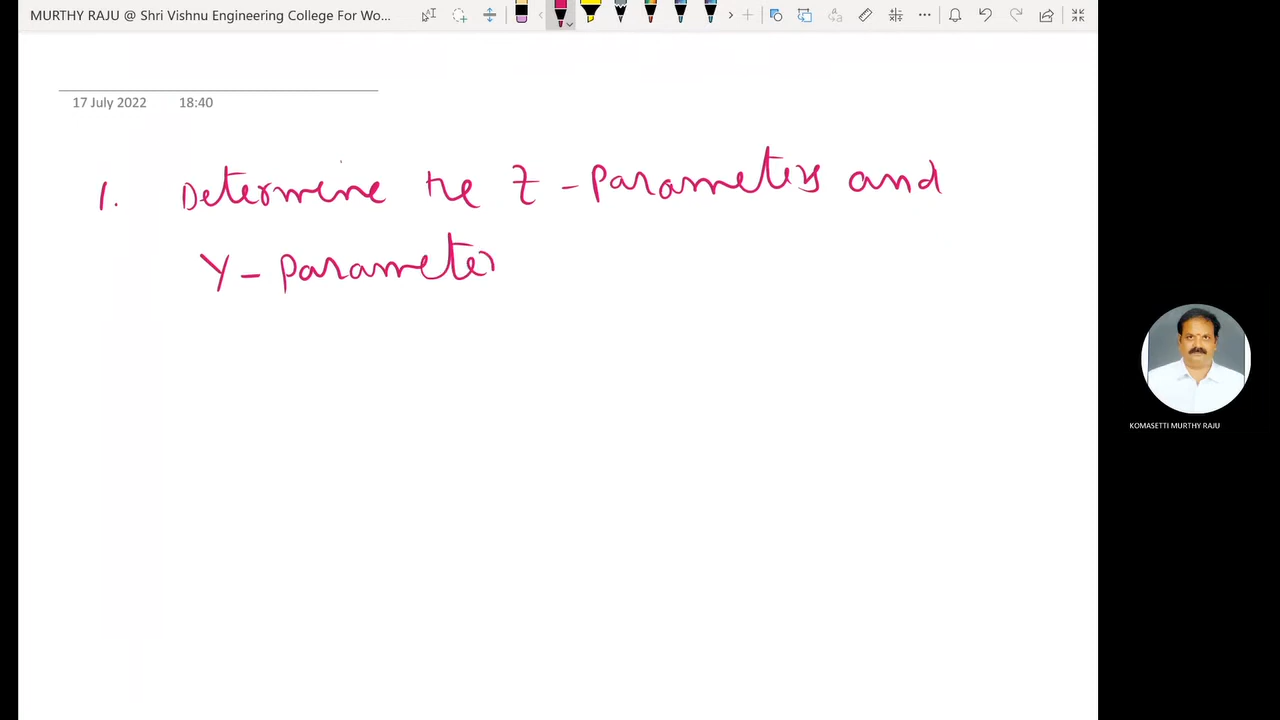 MURTHY RAJU @ Shri Vishnu Engineering College For Wo...
17 July 2022 18:40
1. Determine the Z - Parameters and
Y - Parameter
KOMASETTI MURTHY RAJU